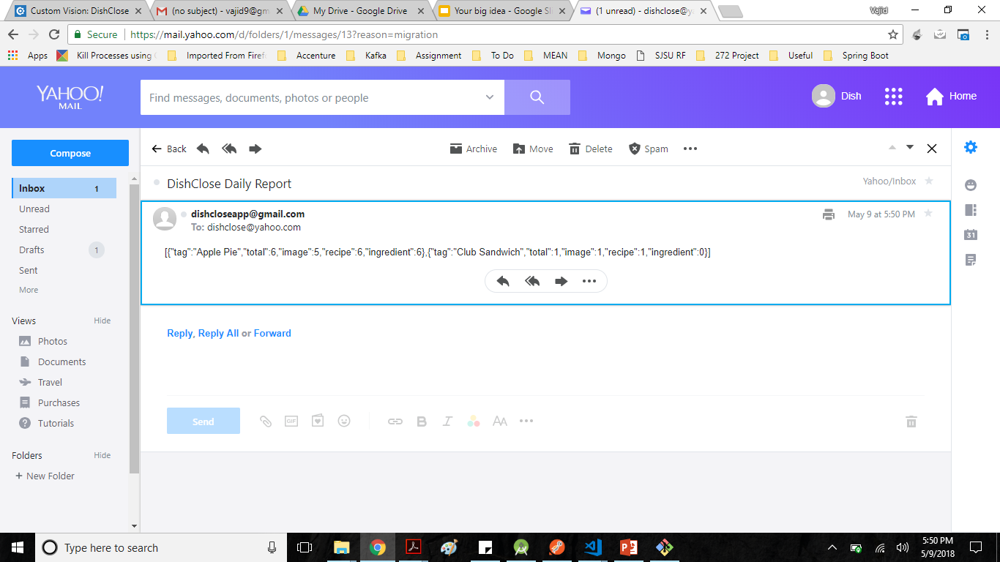 Custom Vision: DishClose
(no subject) - vajid9@gm
My Drive - Google Drive
Your big idea - Google Sl
(1 unread) - dishclose@y
Vajid
Secure https://mail.yahoo.com/d/folders/1/messages/13?reason=migration
Apps Kill Processes using Imported From Firef Accenture Kafka Assignment To Do MEAN Mongo SJSU RF 272 Project Useful Spring Boot
YAHOO!
MAIL
Find messages, documents, photos or people
Dish
Home
Compose
Inbox 1
Unread
Starred
Drafts 1
Sent
More
Views Hide
Photos
Documents
Travel
Purchases
Tutorials
Folders Hide
+ New Folder
Back Archive Move Delete Spam
DishClose Daily Report Yahoo/Inbox
dishcloseapp@gmail.com May 9 at 5:50 PM
To: dishclose@yahoo.com
[{"tag":"Apple Pie","total":6,"image":5,"recipe":6,"ingredient":6},{"tag":"Club Sandwich","total":1,"image":1,"recipe":1,"ingredient":0}]
Reply, Reply All or Forward
Send GIF B I AA
31
Type here to search
5:50 PM
5/9/2018